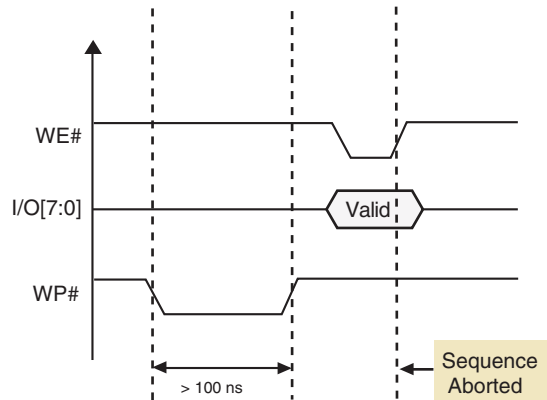 WE#
I/O[7:0]
Valid
WP#
> 100 ns
Sequence
Aborted